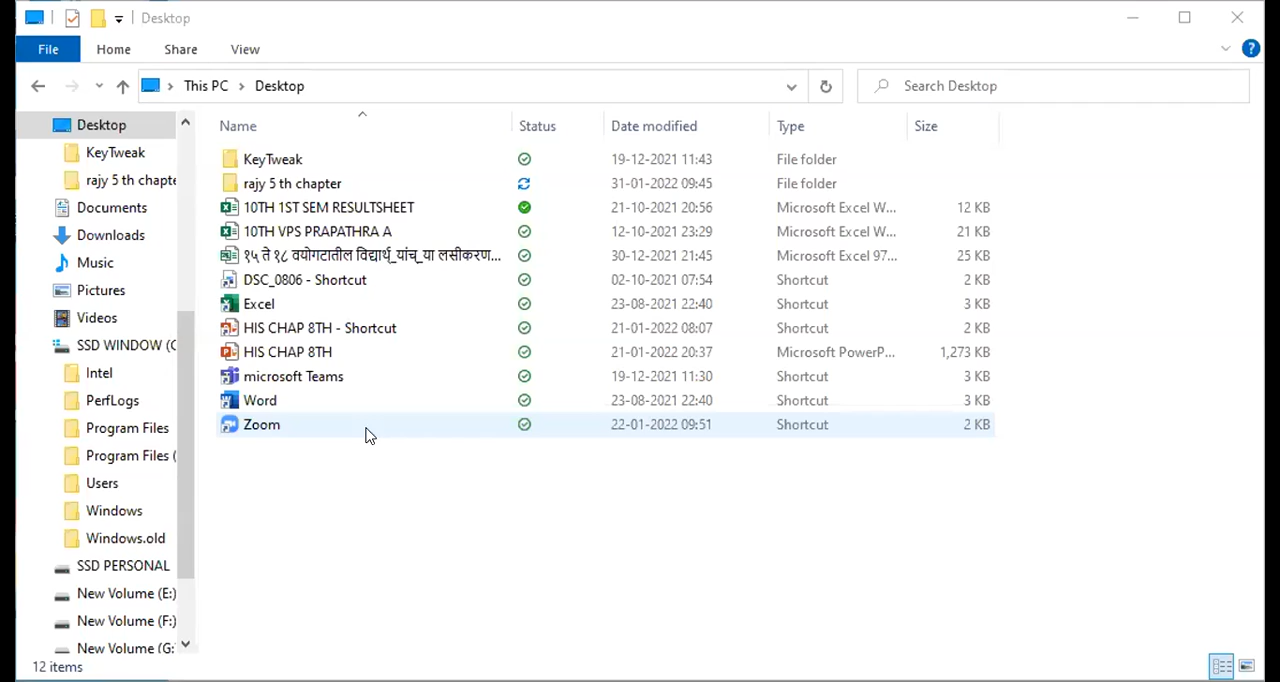 Desktop
File Home Share View
This PC > Desktop
Search Desktop
Name Status Date modified Type Size
KeyTweak 19-12-2021 11:43 File folder
rajy 5 th chapter 31-01-2022 09:45 File folder
10TH 1ST SEM RESULTSHEET 21-10-2021 20:56 Microsoft Excel W... 12 KB
10TH VPS PRAPATHRA A 12-10-2021 23:29 Microsoft Excel W... 21 KB
१५ ते १८ वयोगटातील विद्यार्थ्_यांच्_या लसीकरण... 30-12-2021 21:45 Microsoft Excel 97... 25 KB
DSC_0806 - Shortcut 02-10-2021 07:54 Shortcut 2 KB
Excel 23-08-2021 22:40 Shortcut 3 KB
HIS CHAP 8TH - Shortcut 21-01-2022 08:07 Shortcut 2 KB
HIS CHAP 8TH 21-01-2022 20:37 Microsoft PowerP... 1,273 KB
microsoft Teams 19-12-2021 11:30 Shortcut 3 KB
Word 23-08-2021 22:40 Shortcut 3 KB
Zoom 22-01-2022 09:51 Shortcut 2 KB
Desktop
KeyTweak
rajy 5 th chapte
Documents
Downloads
Music
Pictures
Videos
SSD WINDOW (C
Intel
PerfLogs
Program Files
Program Files (
Users
Windows
Windows.old
SSD PERSONAL
New Volume (E:)
New Volume (F:)
New Volume (G:
12 items